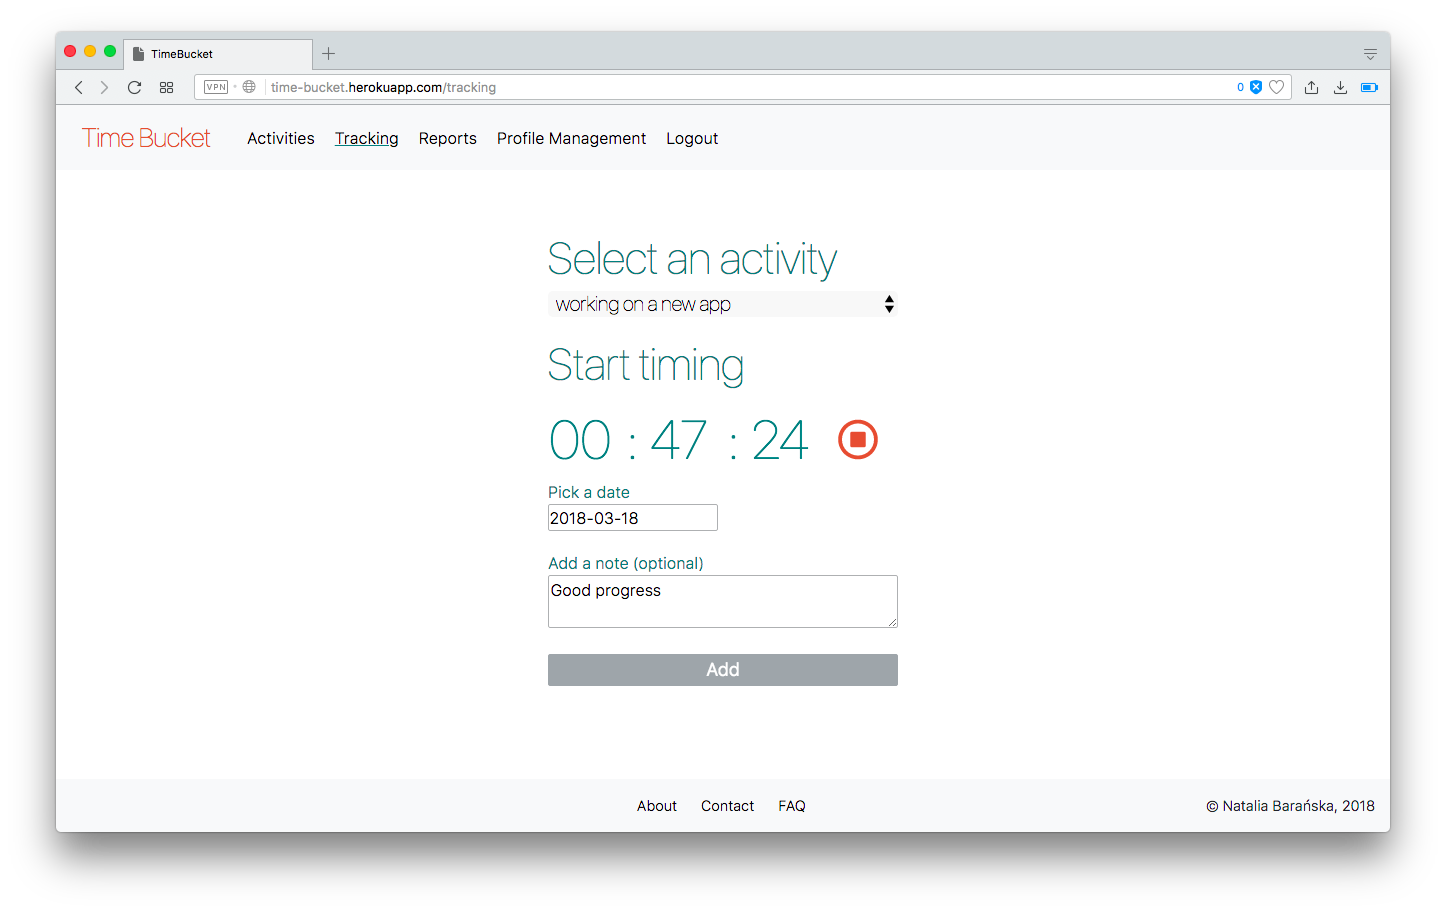 TimeBucket
VPN time-bucket.herokuapp.com/tracking 0
Time Bucket Activities Tracking Reports Profile Management Logout
Select an activity
working on a new app
Start timing
00 : 47 : 24
Pick a date
2018-03-18
Add a note (optional)
Good progress
Add
About Contact FAQ © Natalia Barańska, 2018